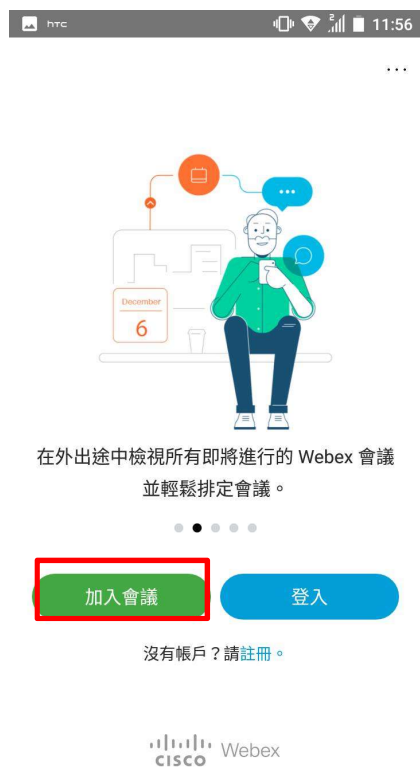 hTC
2
11:56
...
December
6
在外出途中檢視所有即將進行的 Webex 會議
並輕鬆排定會議。
加入會議
登入
沒有帳戶？請註冊。
CISCO Webex